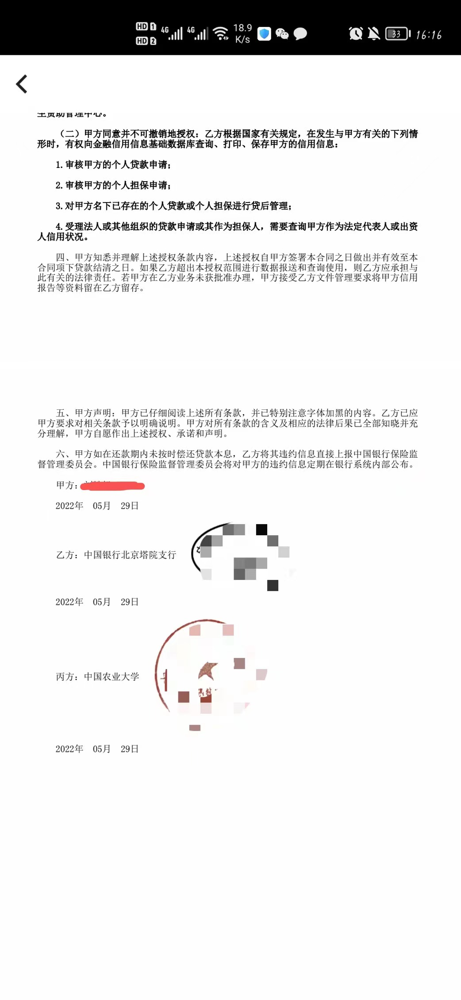 HD 1 4G 4G 18.9 33 16:16
HD 2 K/s
生资助管理中心。
（二）甲方同意并不可撤销地授权：乙方根据国家有关规定，在发生与甲方有关的下列情
形时，有权向金融信用信息基础数据库查询、打印、保存甲方的信用信息：
1.审核甲方的个人贷款申请；
2.审核甲方的个人担保申请；
3.对甲方名下已存在的个人贷款或个人担保进行贷后管理；
4.受理法人或其他组织的贷款申请或其作为担保人，需要查询甲方作为法定代表人或出资
人信用状况。
四、甲方知悉并理解上述授权条款内容，上述授权自甲方签署本合同之日做出并有效至本
合同项下贷款结清之日。如果乙方超出本授权范围进行数据报送和查询使用，则乙方应承担与
此有关的法律责任。若甲方在乙方业务未获批准办理，甲方接受乙方文件管理要求将甲方信用
报告等资料留在乙方留存。
五、甲方声明：甲方已仔细阅读上述所有条款，并已特别注意字体加黑的内容。乙方已应
甲方要求对相关条款予以明确说明。甲方对所有条款的含义及相应的法律后果已全部知晓并充
分理解，甲方自愿作出上述授权、承诺和声明。
六、甲方如在还款期内未按时偿还贷款本息，乙方将其违约信息直接上报中国银行保险监
督管理委员会。中国银行保险监督管理委员会将对甲方的违约信息定期在银行系统内部公布。
甲方：
2022年 05月 29日
乙方：中国银行北京塔院支行
2022年 05月 29日
丙方：中国农业大学
2022年 05月 29日